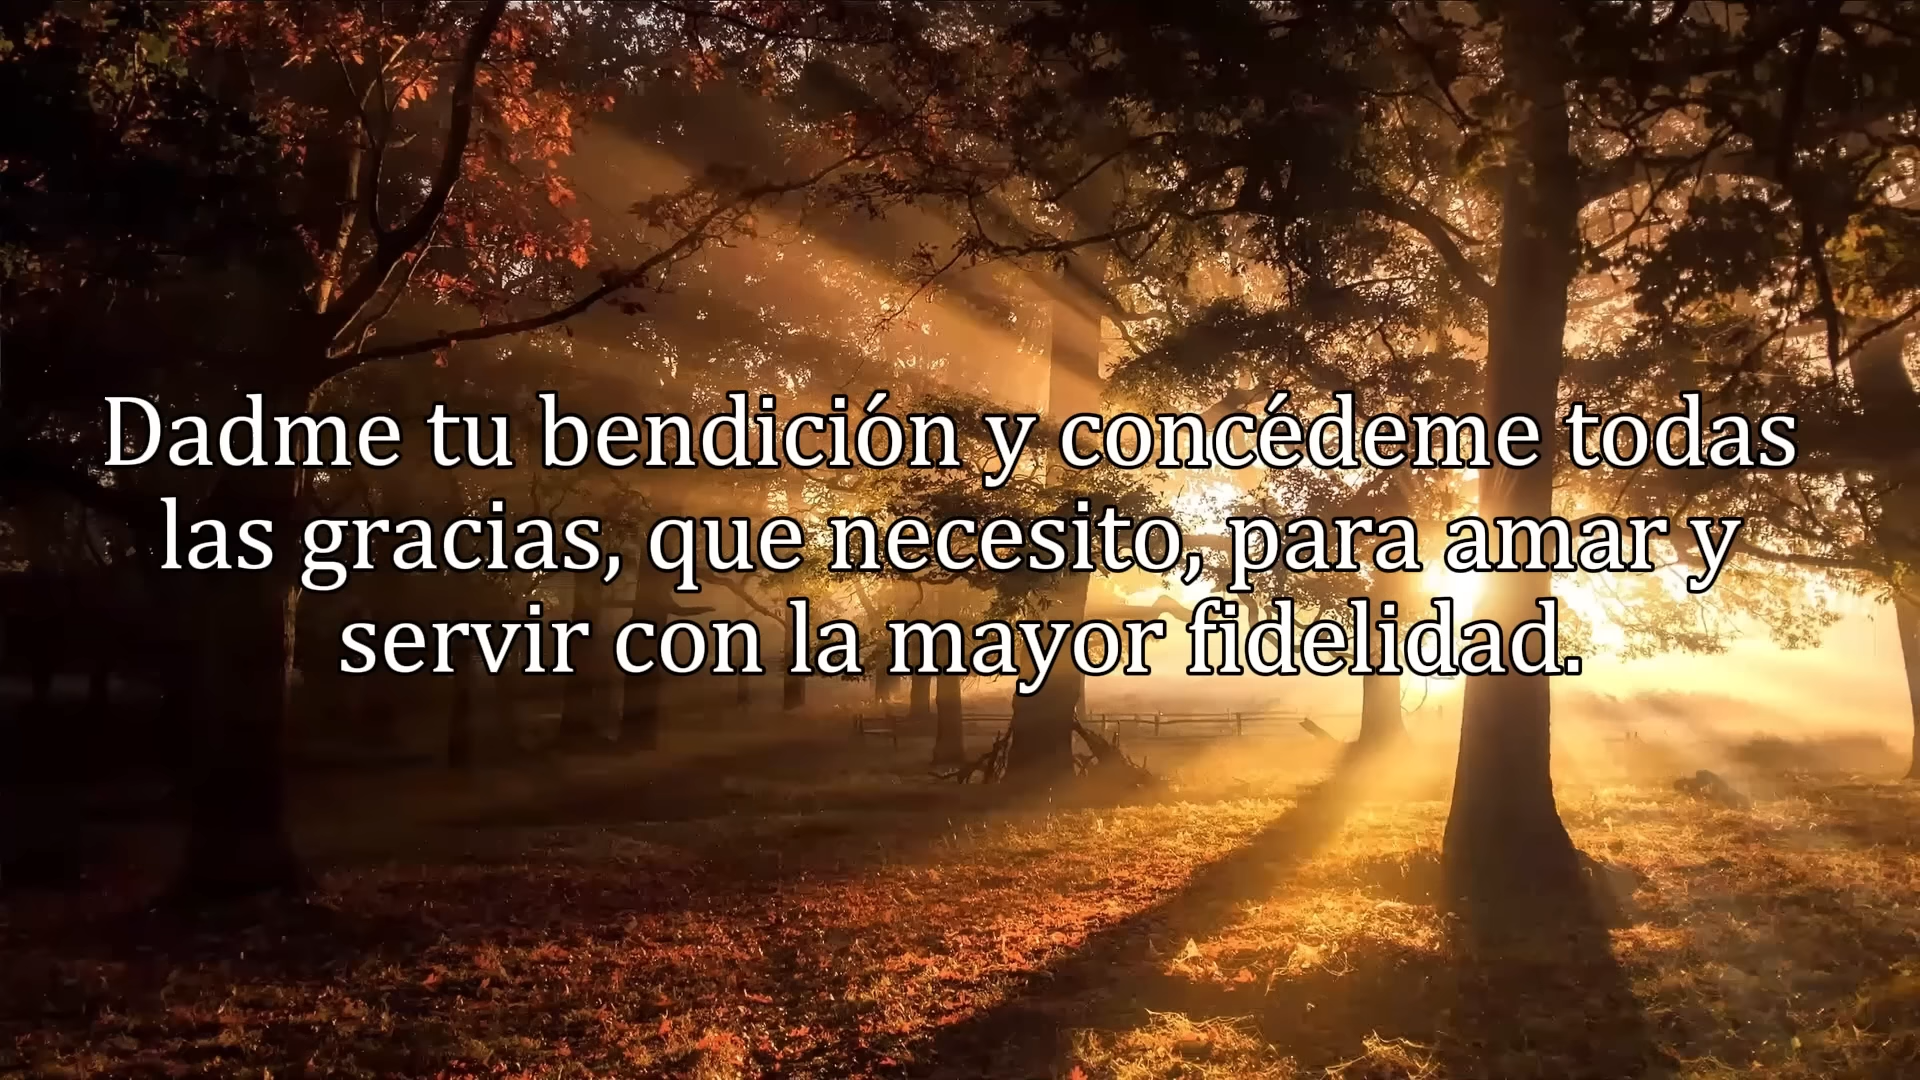 Dadme tu bendición y concédeme todas
las gracias, que necesito, para amar y
servir con la mayor fidelidad.